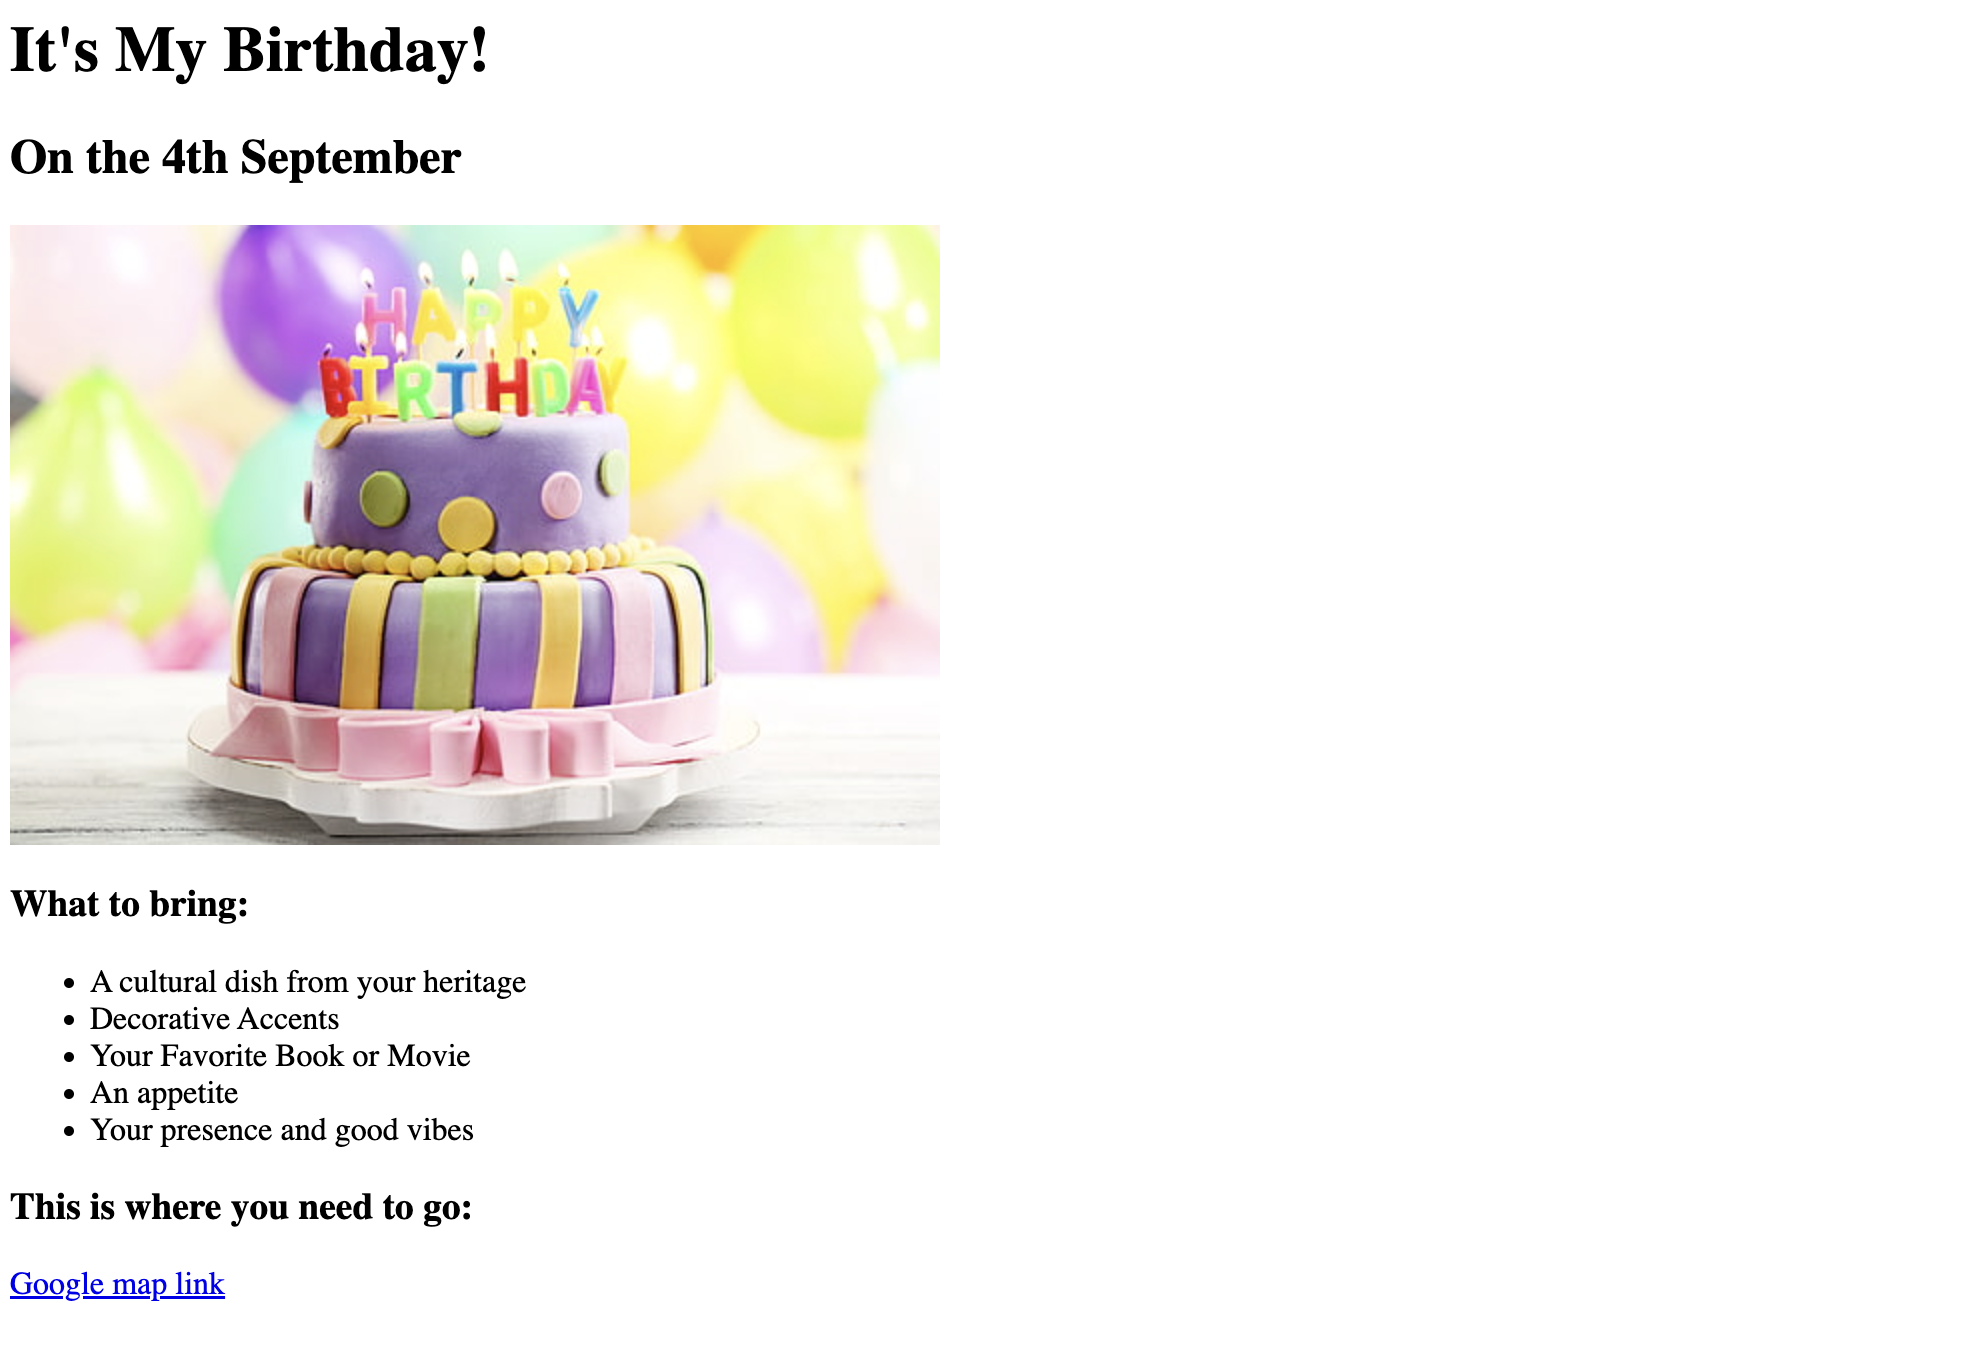 It's My Birthday!
On the 4th September
HAPPY
BIRTHDAY
What to bring:
A cultural dish from your heritage
Decorative Accents
Your Favorite Book or Movie
An appetite
Your presence and good vibes
This is where you need to go:
Google map link